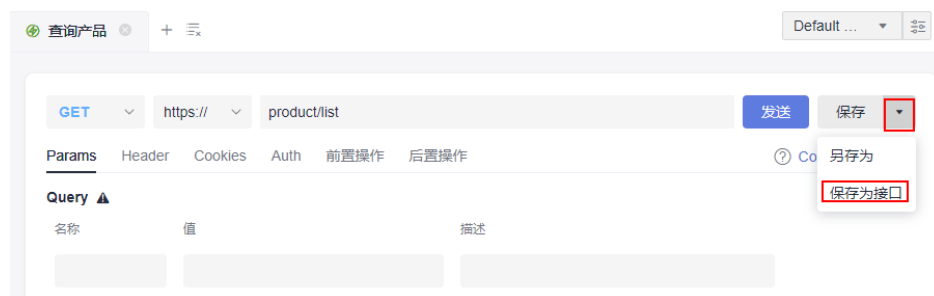 查询产品
Default ...
GET https:// product/list 发送 保存
Params Header Cookies Auth 前置操作 后置操作 Co
另存为
保存为接口
Query
名称 值 描述